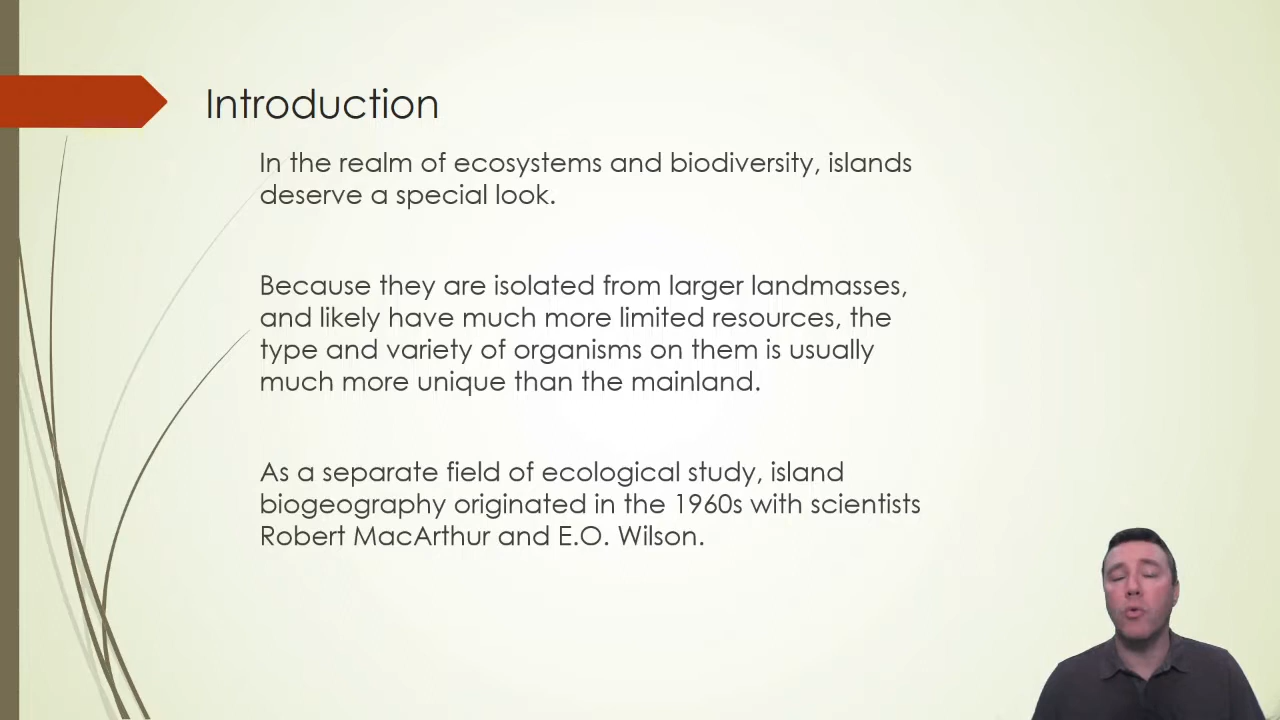 Introduction
In the realm of ecosystems and biodiversity, islands
deserve a special look.
Because they are isolated from larger landmasses,
and likely have much more limited resources, the
type and variety of organisms on them is usually
much more unique than the mainland.
As a separate field of ecological study, island
biogeography originated in the 1960s with scientists
Robert MacArthur and E.O. Wilson.